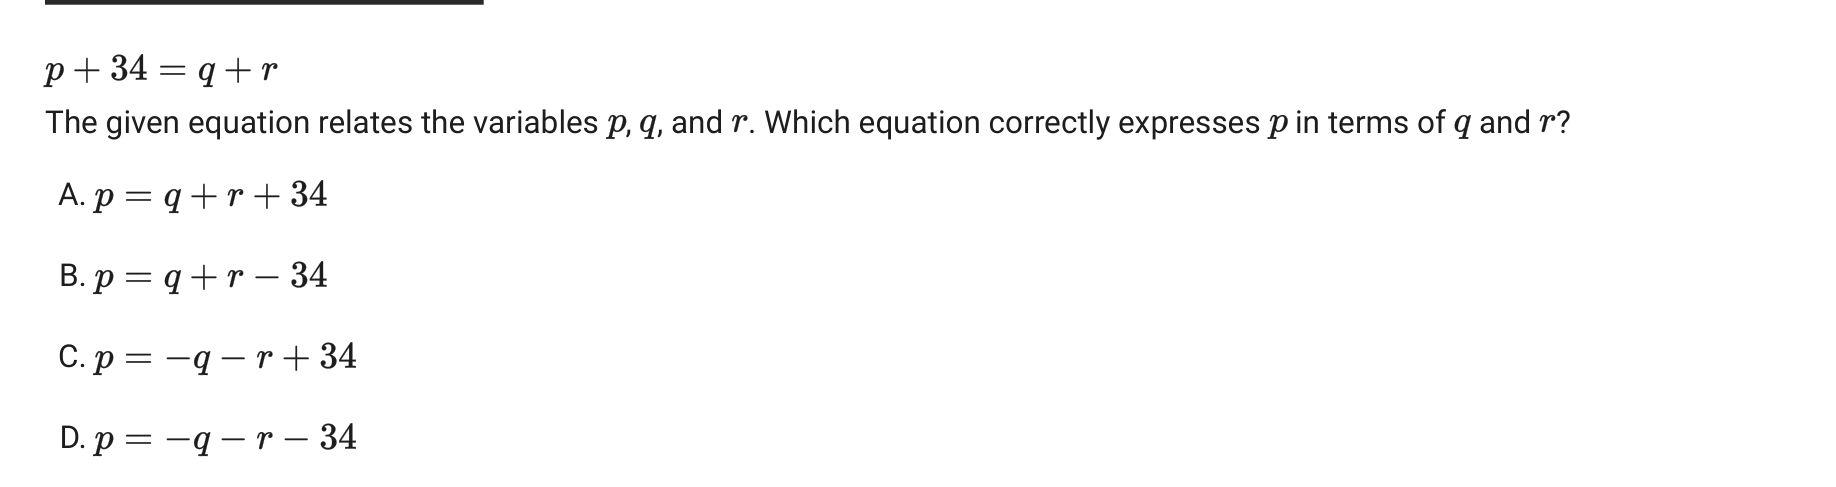 p + 34 = q + r
The given equation relates the variables p, q, and r. Which equation correctly expresses p in terms of q and r?
A. p = q + r + 34
B. p = q + r − 34
C. p = −q − r + 34
D. p = −q − r − 34